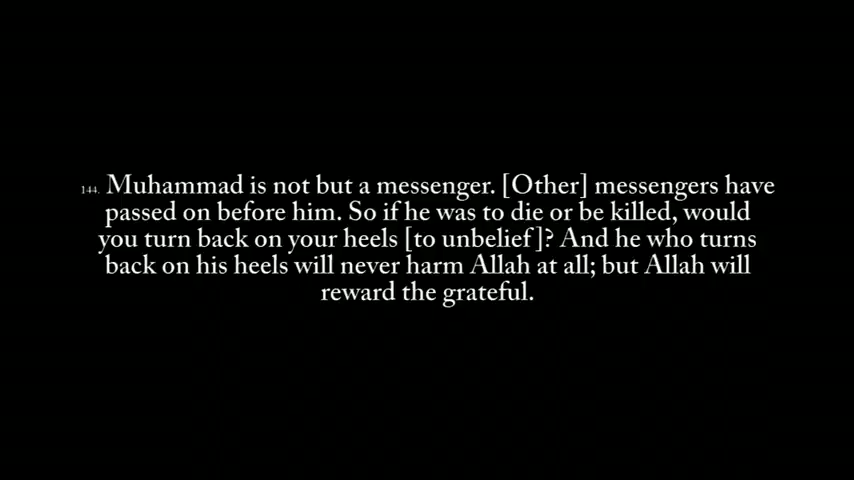 144. Muhammad is not but a messenger. [Other] messengers have
passed on before him. So if he was to die or be killed, would
you turn back on your heels [to unbelief]? And he who turns
back on his heels will never harm Allah at all; but Allah will
reward the grateful.